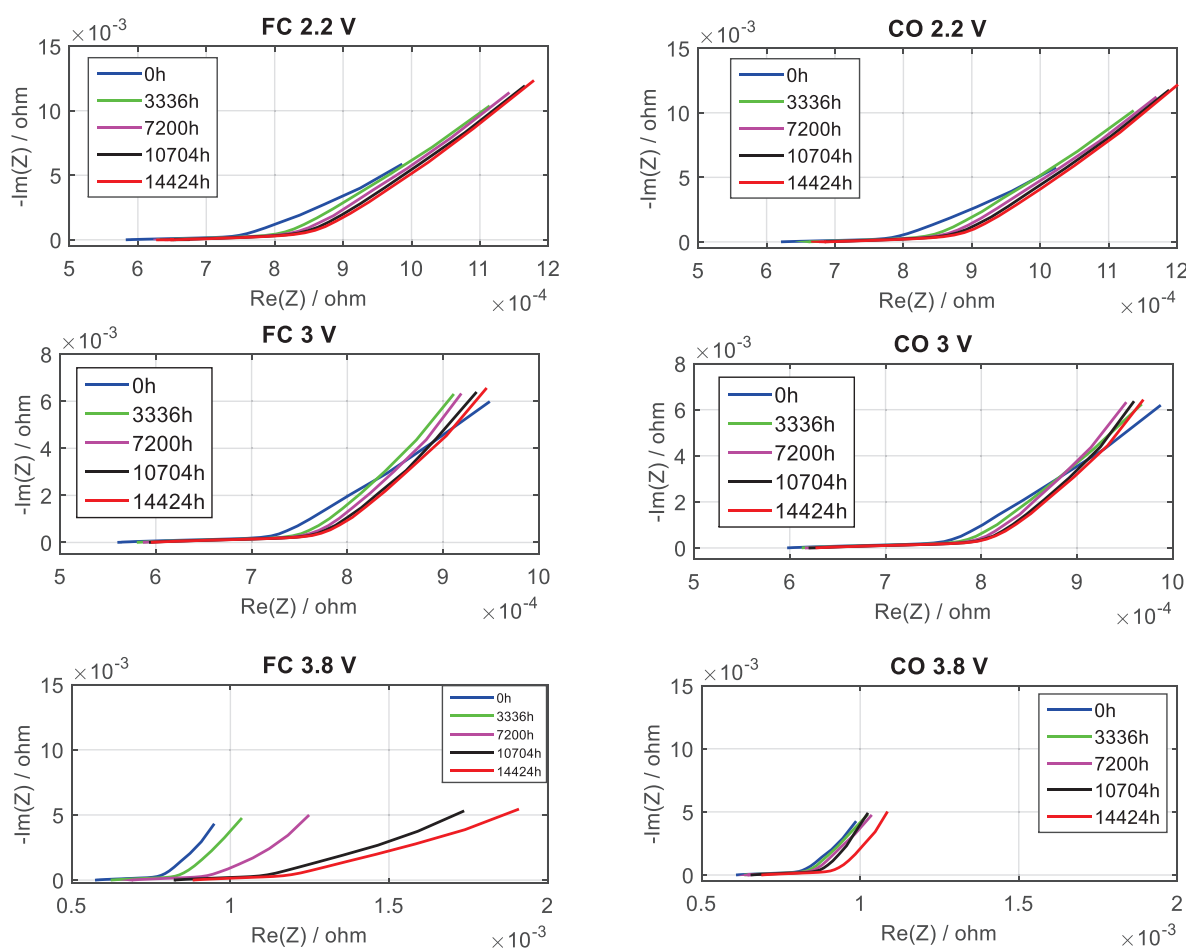 FC 2.2 V
×10-3
15
10
5
0
-Im(Z) / ohm
0h
3336h
7200h
10704h
14424h
5 6 7 8 9 10 11 12
Re(Z) / ohm
×10-4
CO 2.2 V
×10-3
15
10
5
0
-Im(Z) / ohm
0h
3336h
7200h
10704h
14424h
5 6 7 8 9 10 11 12
Re(Z) / ohm
×10-4
FC 3 V
×10-3
8
6
4
2
0
-Im(Z) / ohm
0h
3336h
7200h
10704h
14424h
5 6 7 8 9 10
Re(Z) / ohm
×10-4
CO 3 V
×10-3
8
6
4
2
0
-Im(Z) / ohm
0h
3336h
7200h
10704h
14424h
5 6 7 8 9 10
Re(Z) / ohm
×10-4
FC 3.8 V
×10-3
15
10
5
0
-Im(Z) / ohm
0h
3336h
7200h
10704h
14424h
0.5 1 1.5 2
Re(Z) / ohm
×10-3
CO 3.8 V
×10-3
15
10
5
0
-Im(Z) / ohm
0h
3336h
7200h
10704h
14424h
0.5 1 1.5 2
Re(Z) / ohm
×10-3